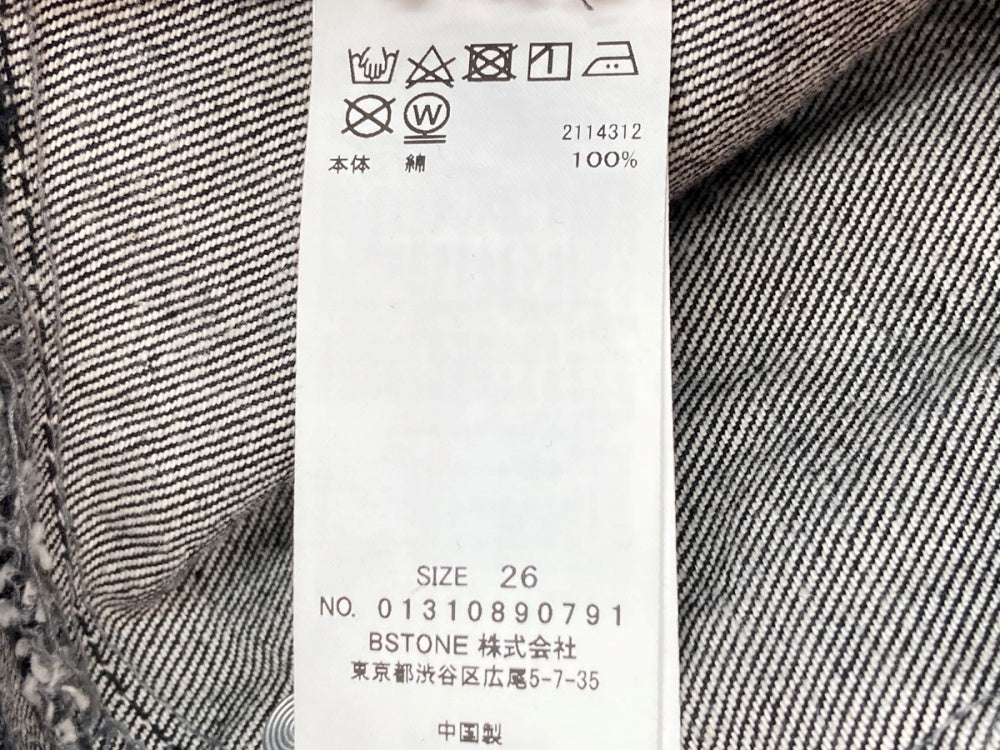 W
2114312
本体 綿 100%
SIZE 26
NO. 01310890791
BSTONE 株式会社
東京都渋谷区広尾5-7-35
中国製